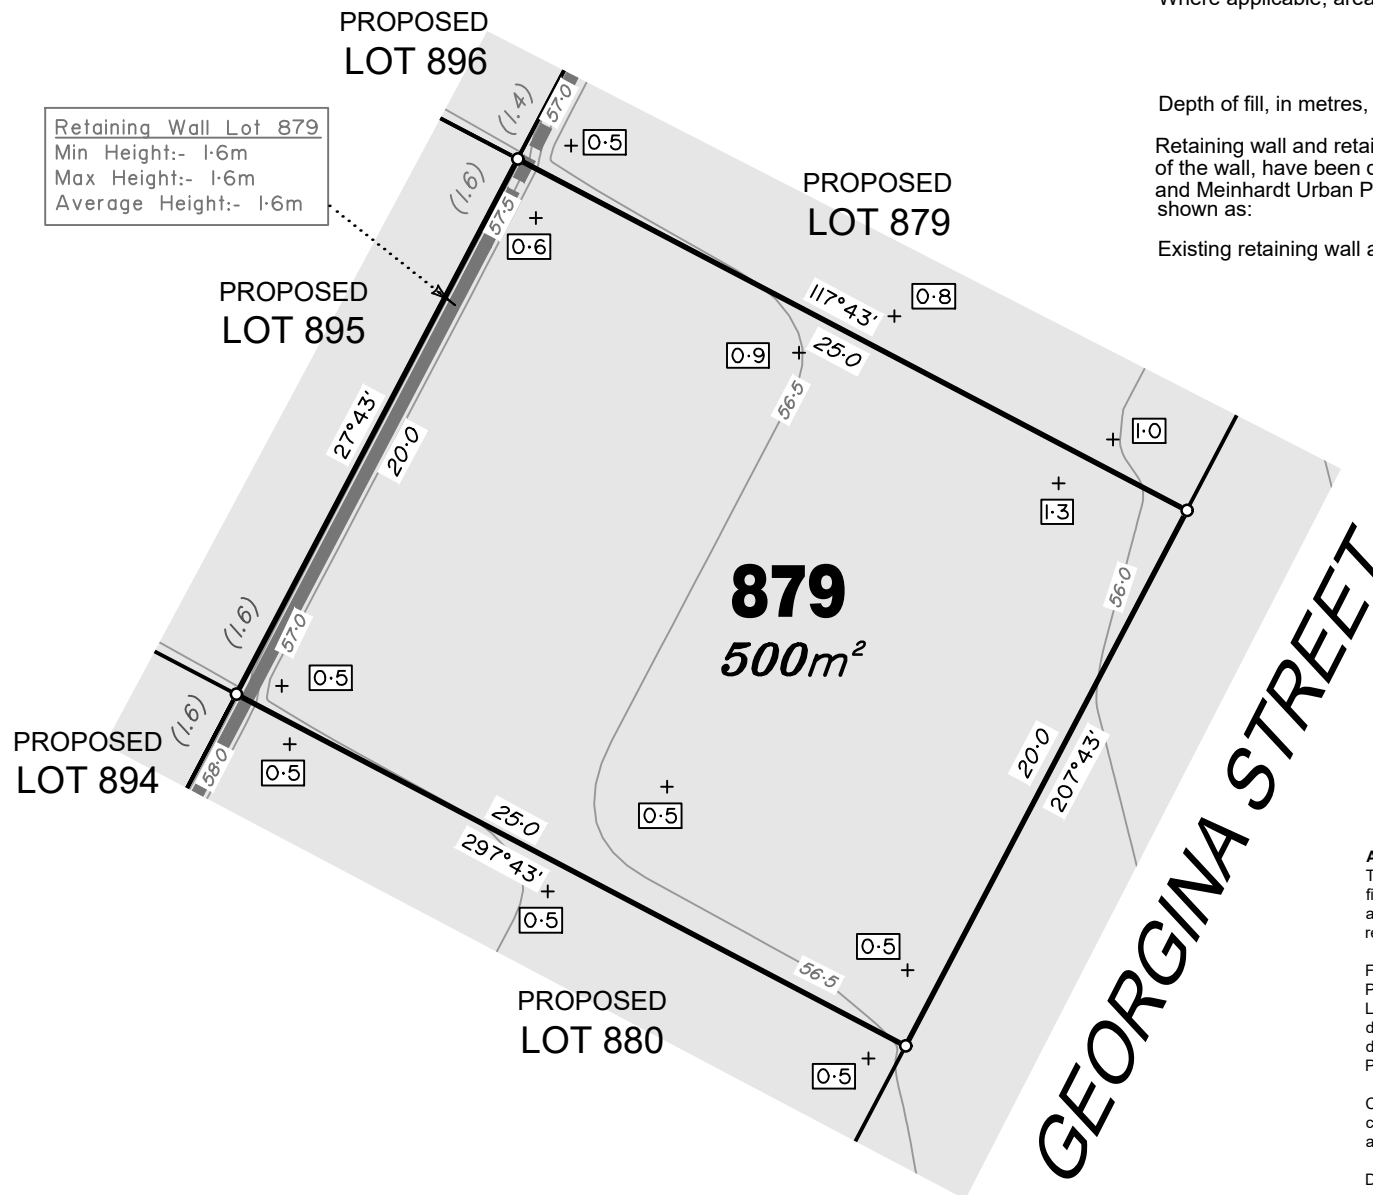 Where applicable, area
PROPOSED
LOT 896
Depth of fill, in metres,
Retaining wall and retai
of the wall, have been c
and Meinhardt Urban P
shown as:
Existing retaining wall a
Retaining Wall Lot 879
Min Height:- 1·6m
Max Height:- 1·6m
Average Height:- 1·6m
(1.4)
57·0
0·5
(1.6)
57·5
0·6
PROPOSED
LOT 879
PROPOSED
LOT 895
117°43'
25·0
0·8
0·9
56·5
1·0
1·3
27°43'
20·0
879
500m²
56·0
(1.6)
57·0
0·5
(1.6)
58·0
0·5
PROPOSED
LOT 894
20·0
207°43'
GEORGINA STREET
0·5
25·0
297°43'
0·5
0·5
56·5
0·5
PROPOSED
LOT 880
A
T
fi
a
re
F
P
L
d
d
P
C
c
a
D